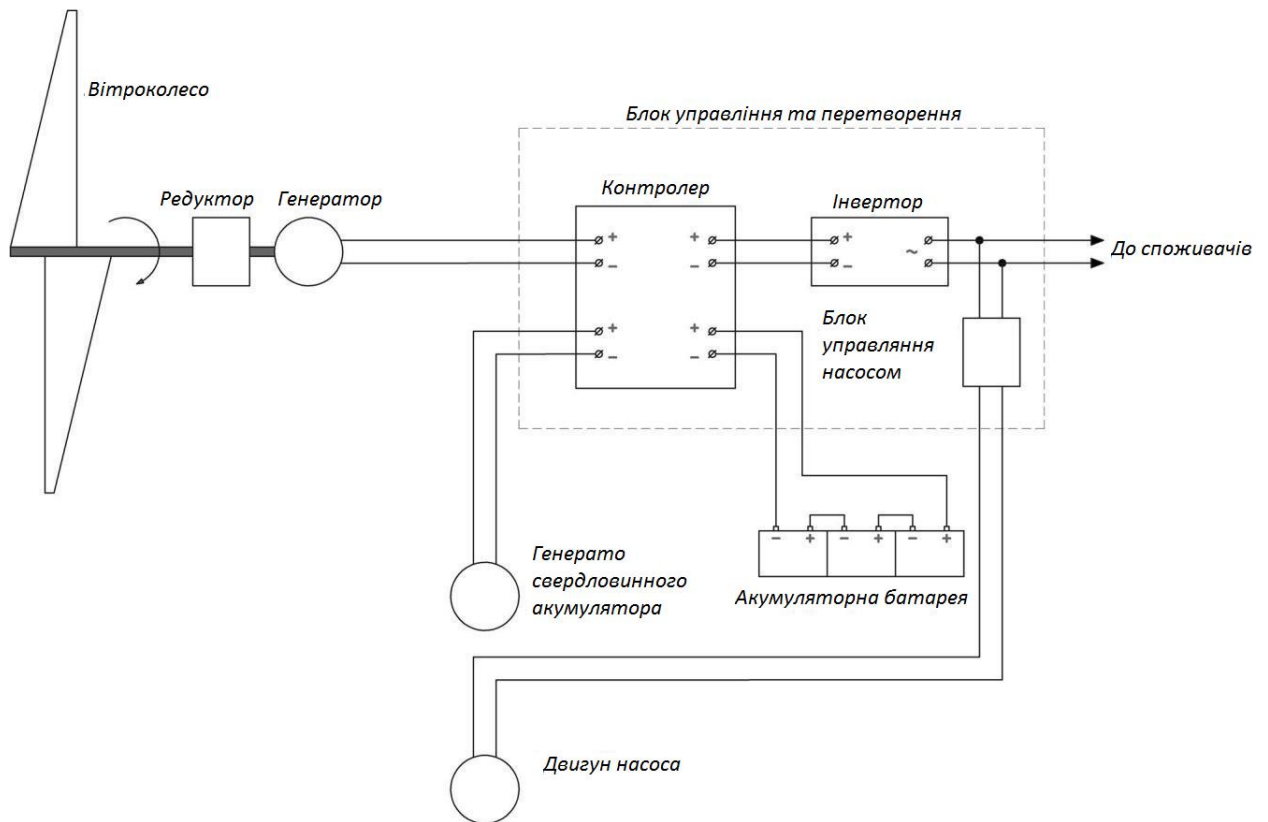 Вітроколесо
Блок управління та перетворення
Редуктор
Генератор
Контролер
Інвертор
+
+
+
−
−
−
~
До споживачів
+
+
−
−
Блок
управляння
насосом
− + − + − +
Генерато
свердловинного
акумулятора
Акумуляторна батарея
Двигун насоса